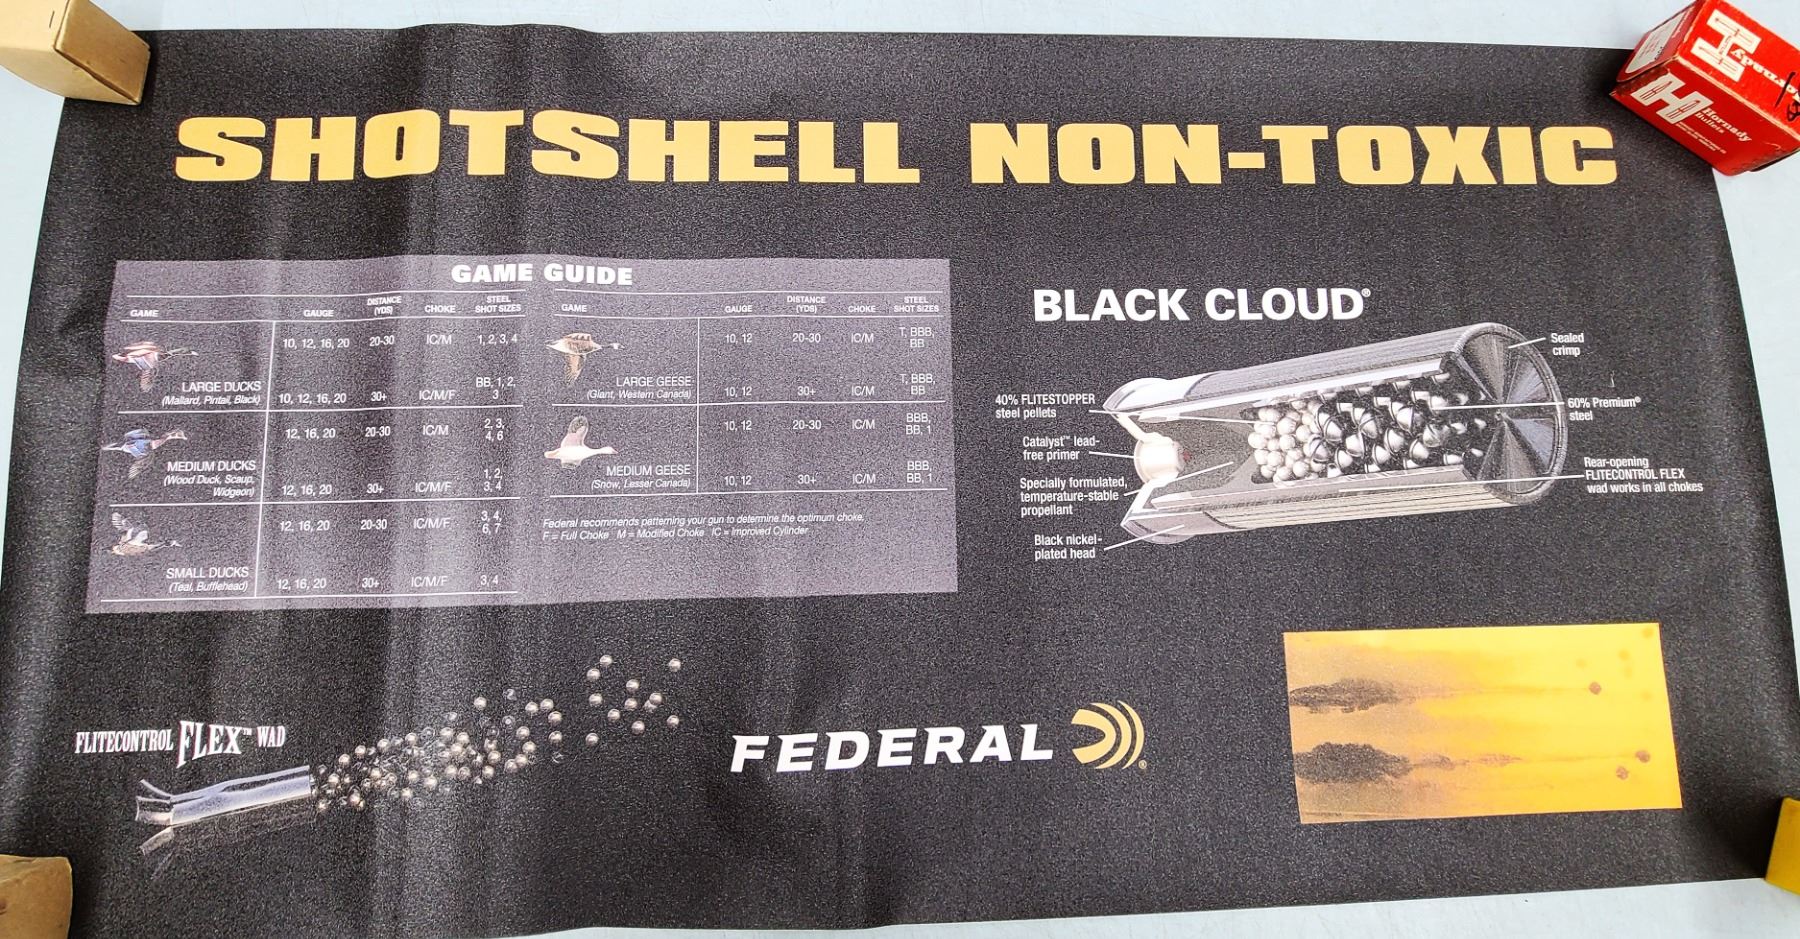 SHOTSHELL NON-TOXIC
GAME GUIDE
GAME GAUGE DISTANCE (YDS) CHOKE STEEL SHOT SIZES
10, 12, 16, 20 20-30 IC/M 1, 2, 3, 4
LARGE DUCKS
(Mallard, Pintail, Black)
10, 12, 16, 20 30+ IC/M/F BB, 1, 2, 3
12, 16, 20 20-30 IC/M 2, 3, 4, 6
MEDIUM DUCKS
(Wood Duck, Scaup,
Widgeon)
12, 16, 20 30+ IC/M/F 1, 2, 3, 4
12, 16, 20 20-30 IC/M/F 3, 4, 6, 7
SMALL DUCKS
(Teal, Bufflehead)
12, 16, 20 30+ IC/M/F 3, 4
GAME GAUGE DISTANCE (YDS) CHOKE STEEL SHOT SIZES
10, 12 20-30 IC/M T, BBB, BB
LARGE GEESE
(Giant, Western Canada)
10, 12 30+ IC/M T, BBB, BB
10, 12 20-30 IC/M BBB, BB, 1
MEDIUM GEESE
(Snow, Lesser Canada)
10, 12 30+ IC/M BBB, BB, 1
Federal recommends patterning your gun to determine the optimum choke.
F = Full Choke M = Modified Choke IC = Improved Cylinder
BLACK CLOUD®
Sealed
crimp
40% FLITESTOPPER
steel pellets
60% Premium®
steel
Catalyst™ lead-
free primer
Rear-opening
FLITECONTROL FLEX
wad works in all chokes
Specially formulated,
temperature-stable
propellant
Black nickel-
plated head
FLITECONTROL FLEX™ WAD
FEDERAL®
Hornady
H
Hornady
Bullets